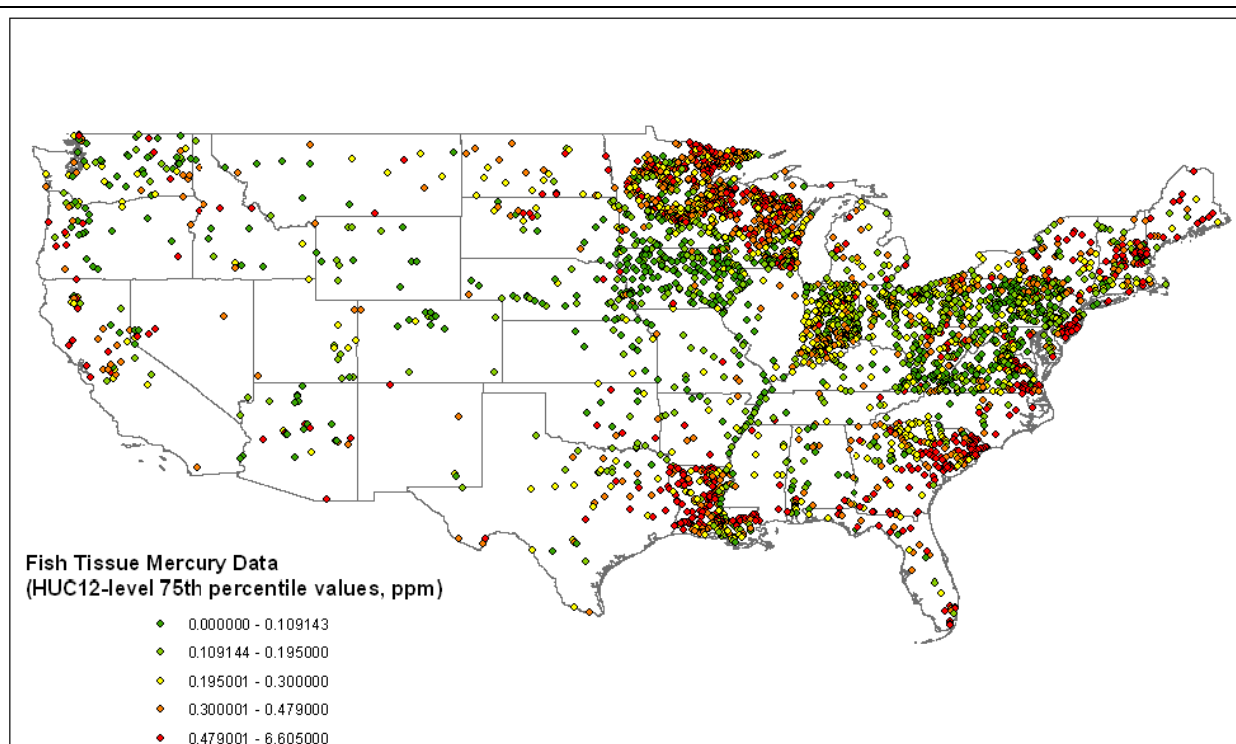 Fish Tissue Mercury Data
(HUC12-level 75th percentile values, ppm)
0.000000 - 0.109143
0.109144 - 0.195000
0.195001 - 0.300000
0.300001 - 0.479000
0.479001 - 6.605000